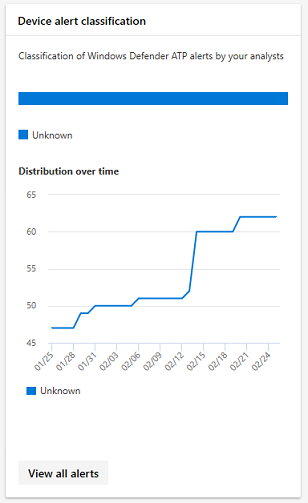 Device alert classification
Classification of Windows Defender ATP alerts by your analysts
Unknown
Distribution over time
65
60
55
50
45
01/25 01/28 01/31 02/03 02/06 02/09 02/12 02/15 02/18 02/21 02/24
Unknown
View all alerts